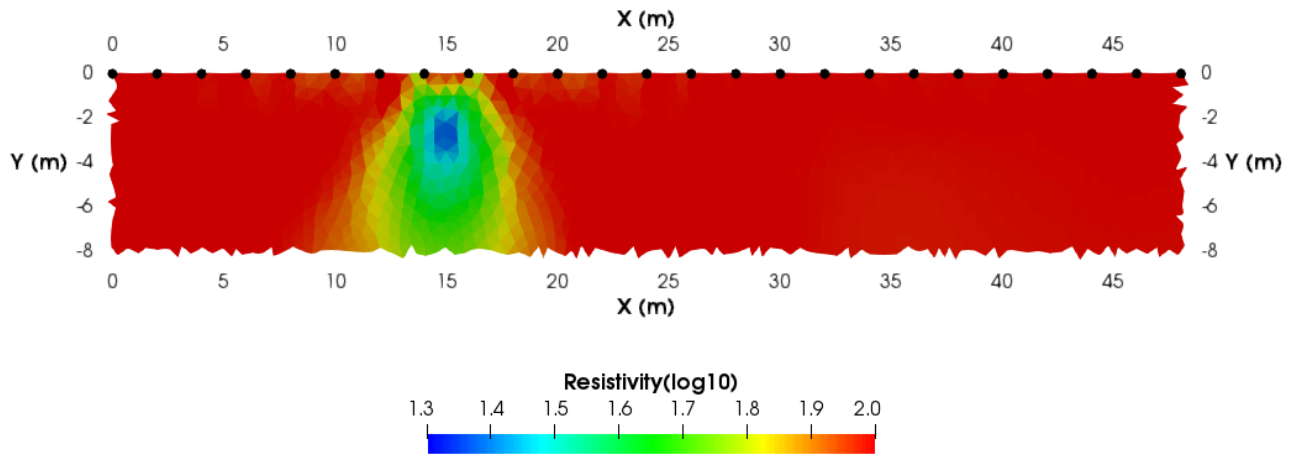 X (m)
0 5 10 15 20 25 30 35 40 45
0 0
-2 -2
Y (m) -4 -4 Y (m)
-6 -6
-8 -8
0 5 10 15 20 25 30 35 40 45
X (m)
Resistivity(log10)
1.3 1.4 1.5 1.6 1.7 1.8 1.9 2.0